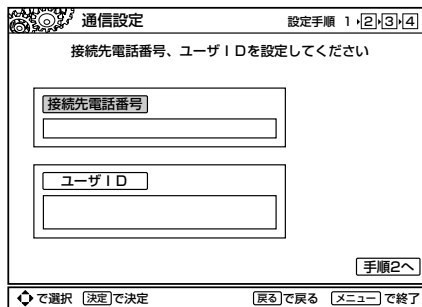 通信設定 設定手順 1 2 3 4
接続先電話番号、ユーザIDを設定してください
接続先電話番号
ユーザID
手順2へ
で選択 決定で決定 戻るで戻る メニューで終了